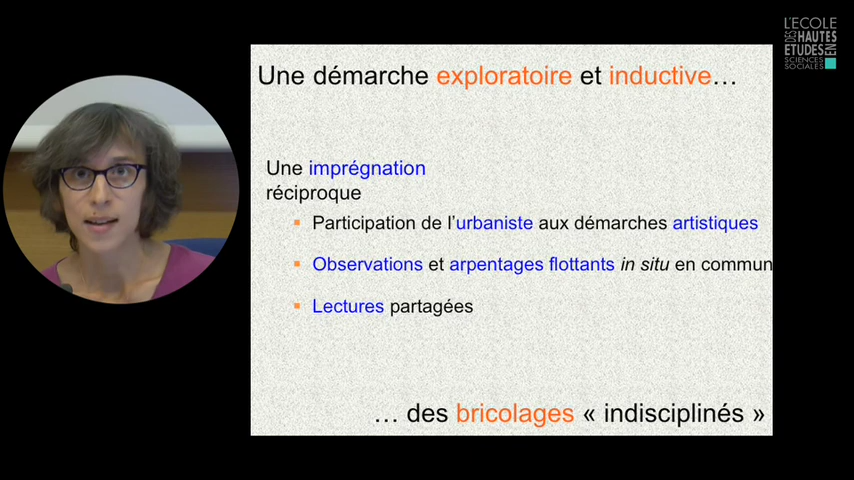 L'ECOLE
DES HAUTES
ETUDES EN
SCIENCES
SOCIALES
Une démarche exploratoire et inductive…
Une imprégnation
réciproque
▪ Participation de l'urbaniste aux démarches artistiques
▪ Observations et arpentages flottants in situ en commun
▪ Lectures partagées
… des bricolages « indisciplinés »